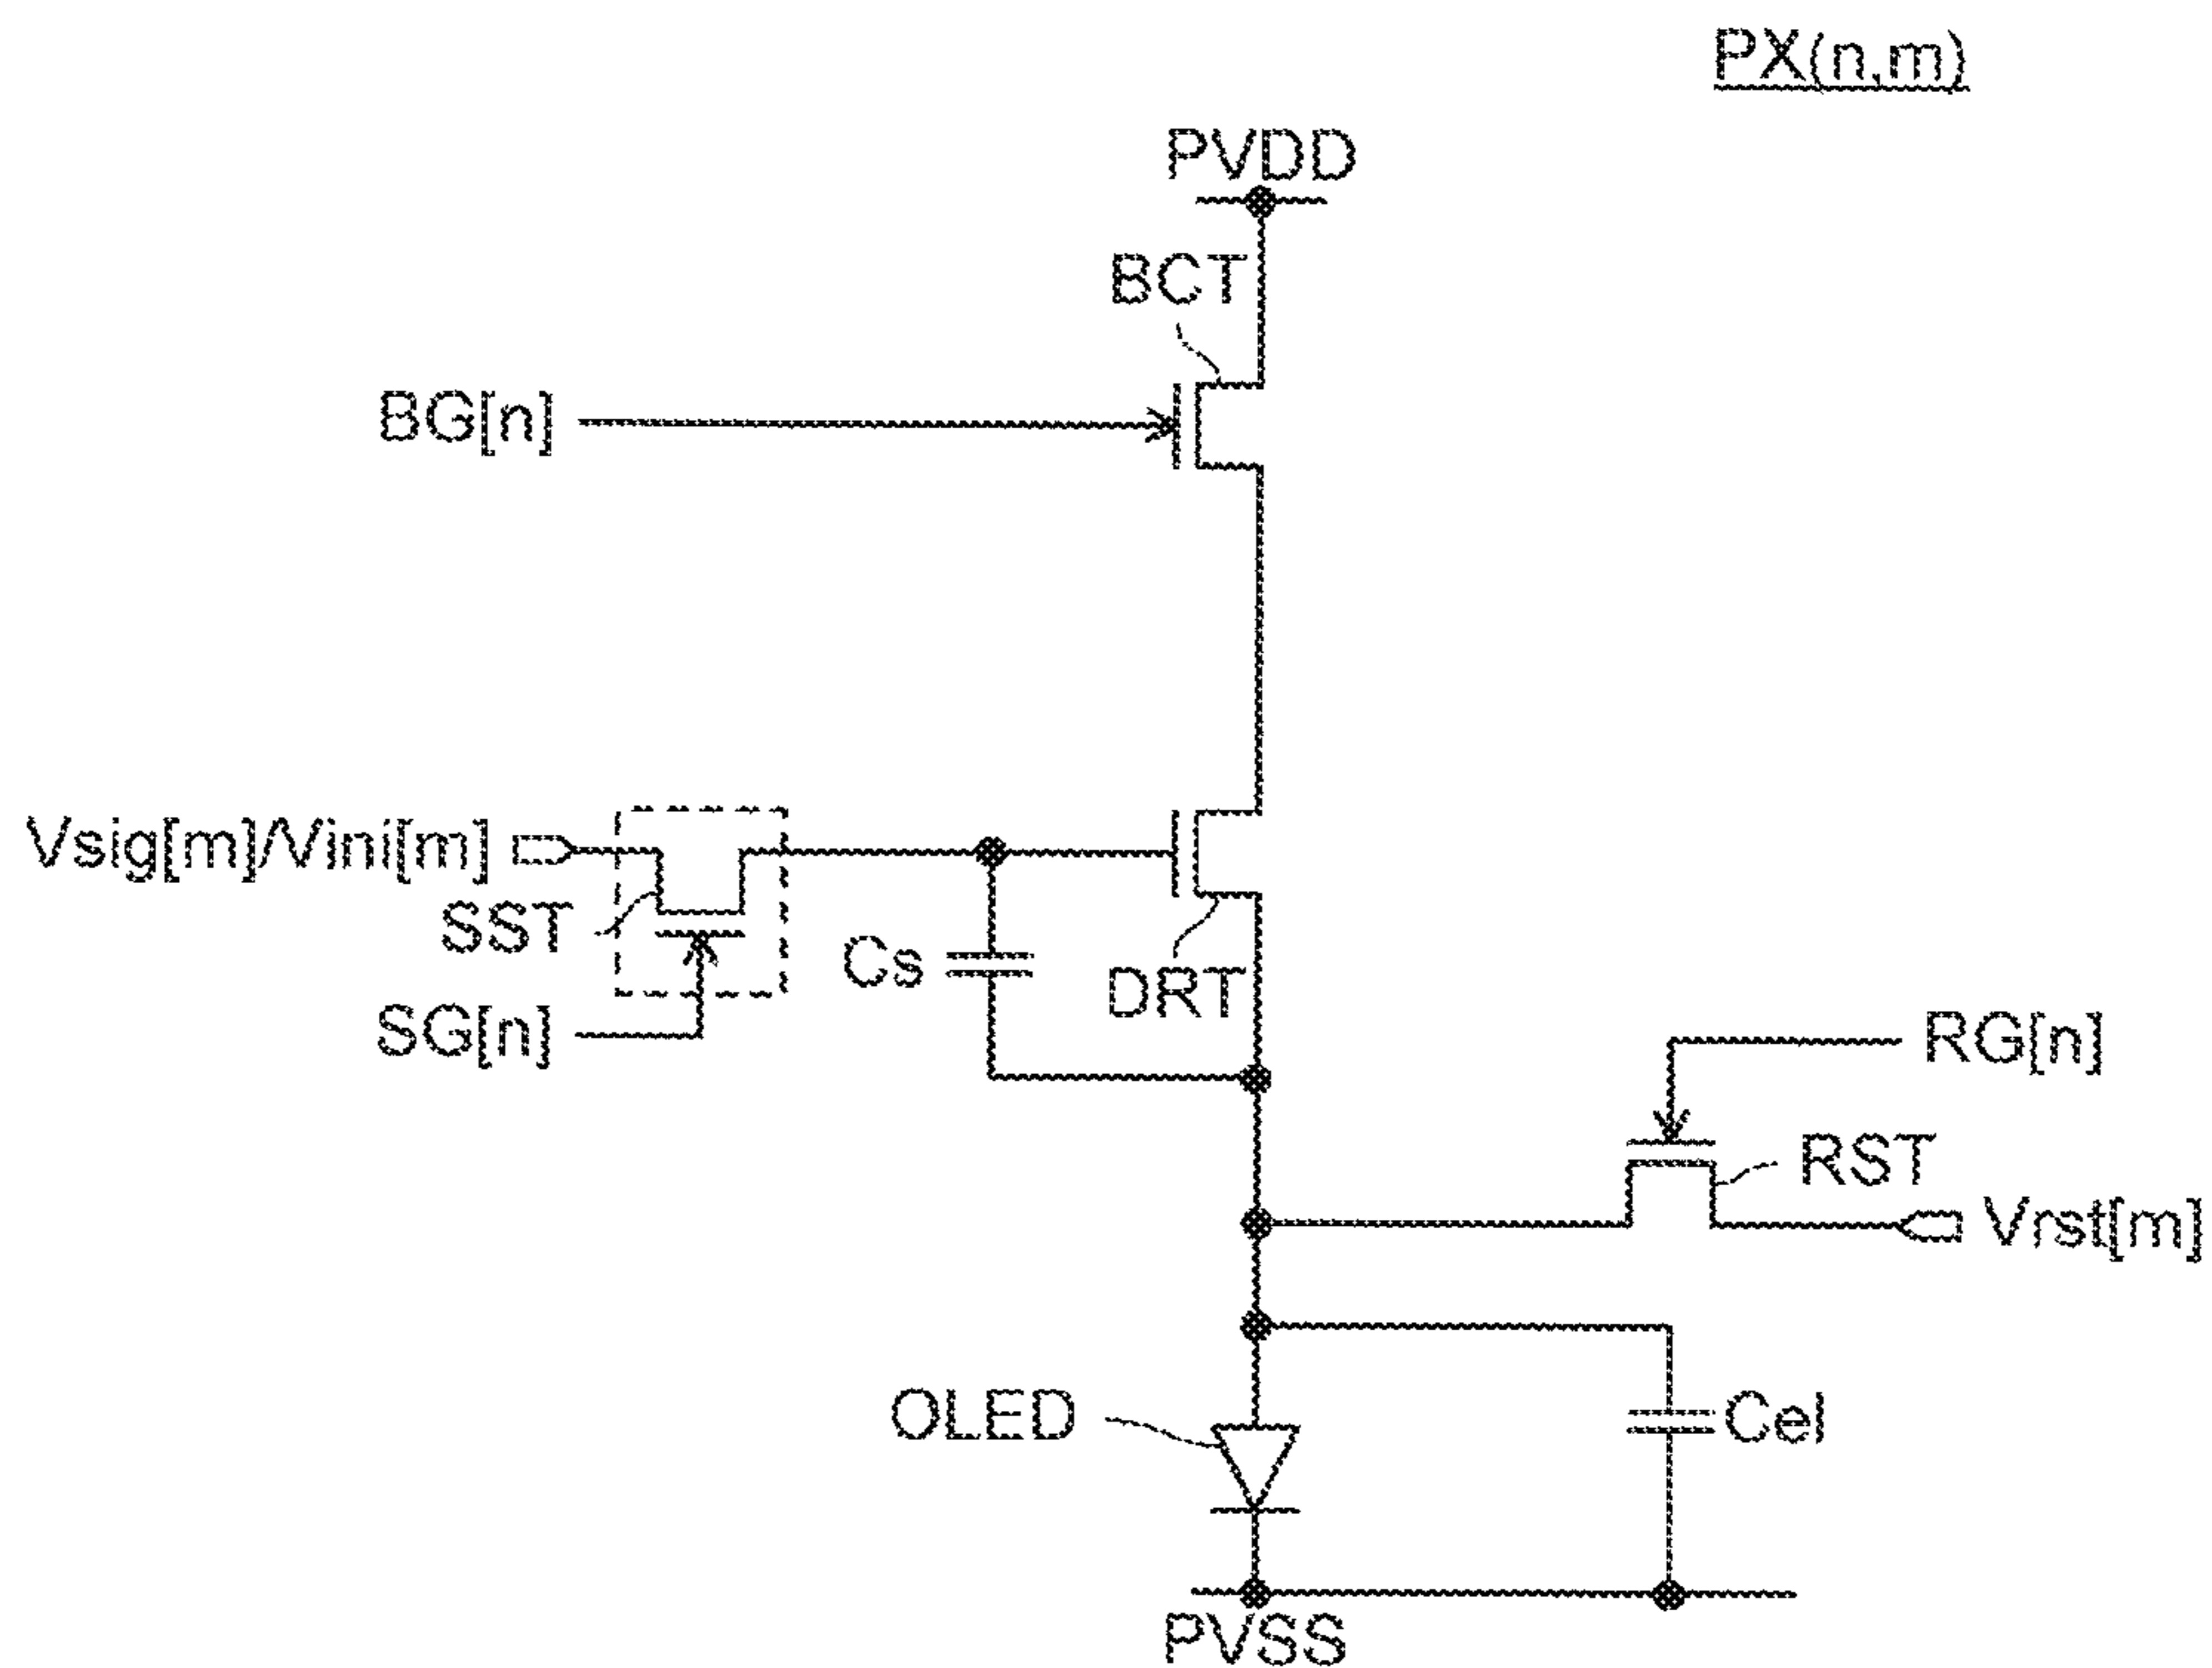 PX(n,m)
PVDD
BCT
BG[n]
Vsig[m]/Vini[m]
SST
Cs
DRT
SG[n]
RG[n]
RST
Vrst[m]
OLED
Cel
PVSS